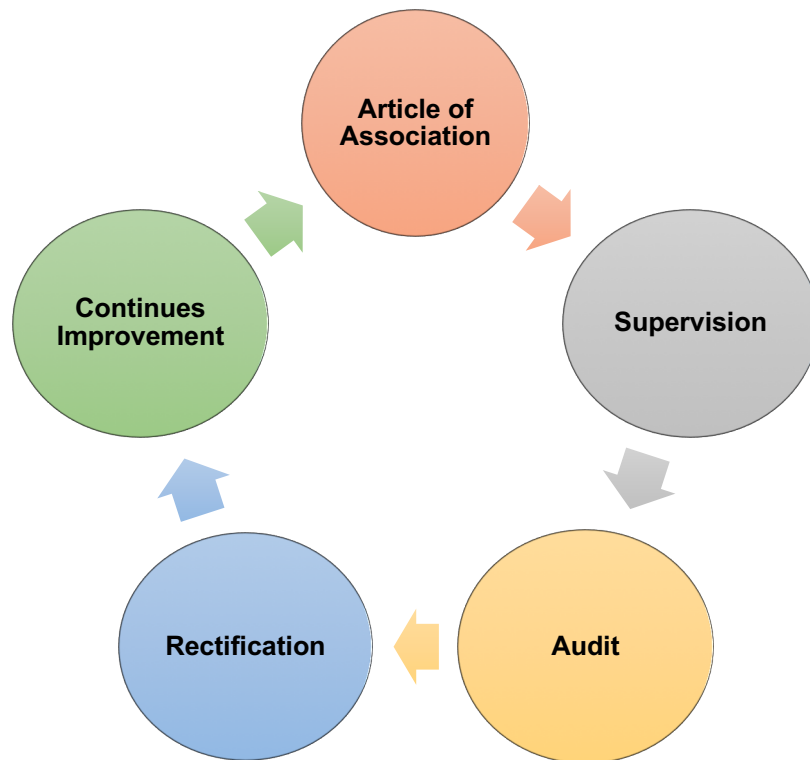 Article of
Association
Supervision
Audit
Rectification
Continues
Improvement